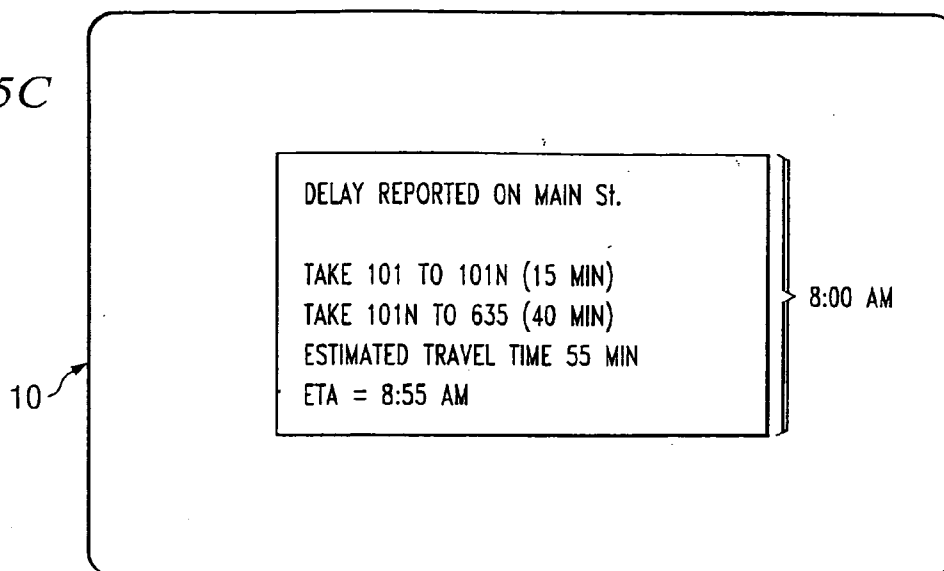 5C
DELAY REPORTED ON MAIN St.
TAKE 101 TO 101N (15 MIN)
TAKE 101N TO 635 (40 MIN)
ESTIMATED TRAVEL TIME 55 MIN
ETA = 8:55 AM
8:00 AM
10